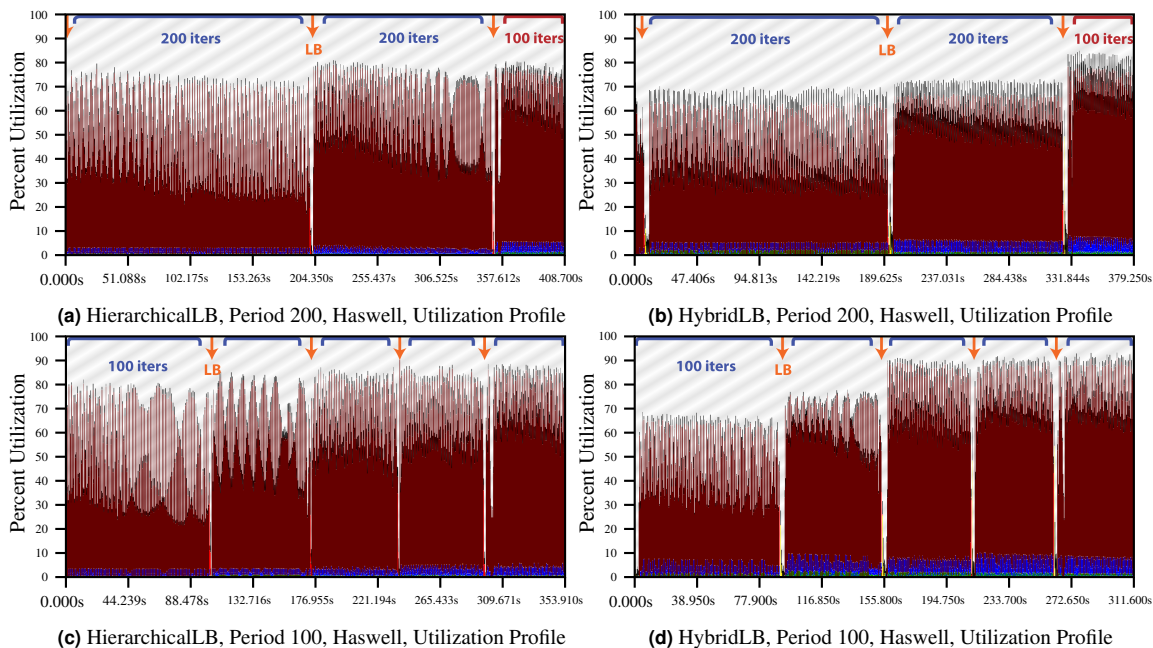 100
90
80
70
60
50
40
30
20
10
0
Percent Utilization
200 iters
LB
200 iters
100 iters
0.000s 51.088s 102.175s 153.263s 204.350s 255.437s 306.525s 357.612s 408.700s
(a) HierarchicalLB, Period 200, Haswell, Utilization Profile
100
90
80
70
60
50
40
30
20
10
0
Percent Utilization
200 iters
LB
200 iters
100 iters
0.000s 47.406s 94.813s 142.219s 189.625s 237.031s 284.438s 331.844s 379.250s
(b) HybridLB, Period 200, Haswell, Utilization Profile
100
90
80
70
60
50
40
30
20
10
0
Percent Utilization
100 iters
LB
0.000s 44.239s 88.478s 132.716s 176.955s 221.194s 265.433s 309.671s 353.910s
(c) HierarchicalLB, Period 100, Haswell, Utilization Profile
100
90
80
70
60
50
40
30
20
10
0
Percent Utilization
100 iters
LB
0.000s 38.950s 77.900s 116.850s 155.800s 194.750s 233.700s 272.650s 311.600s
(d) HybridLB, Period 100, Haswell, Utilization Profile